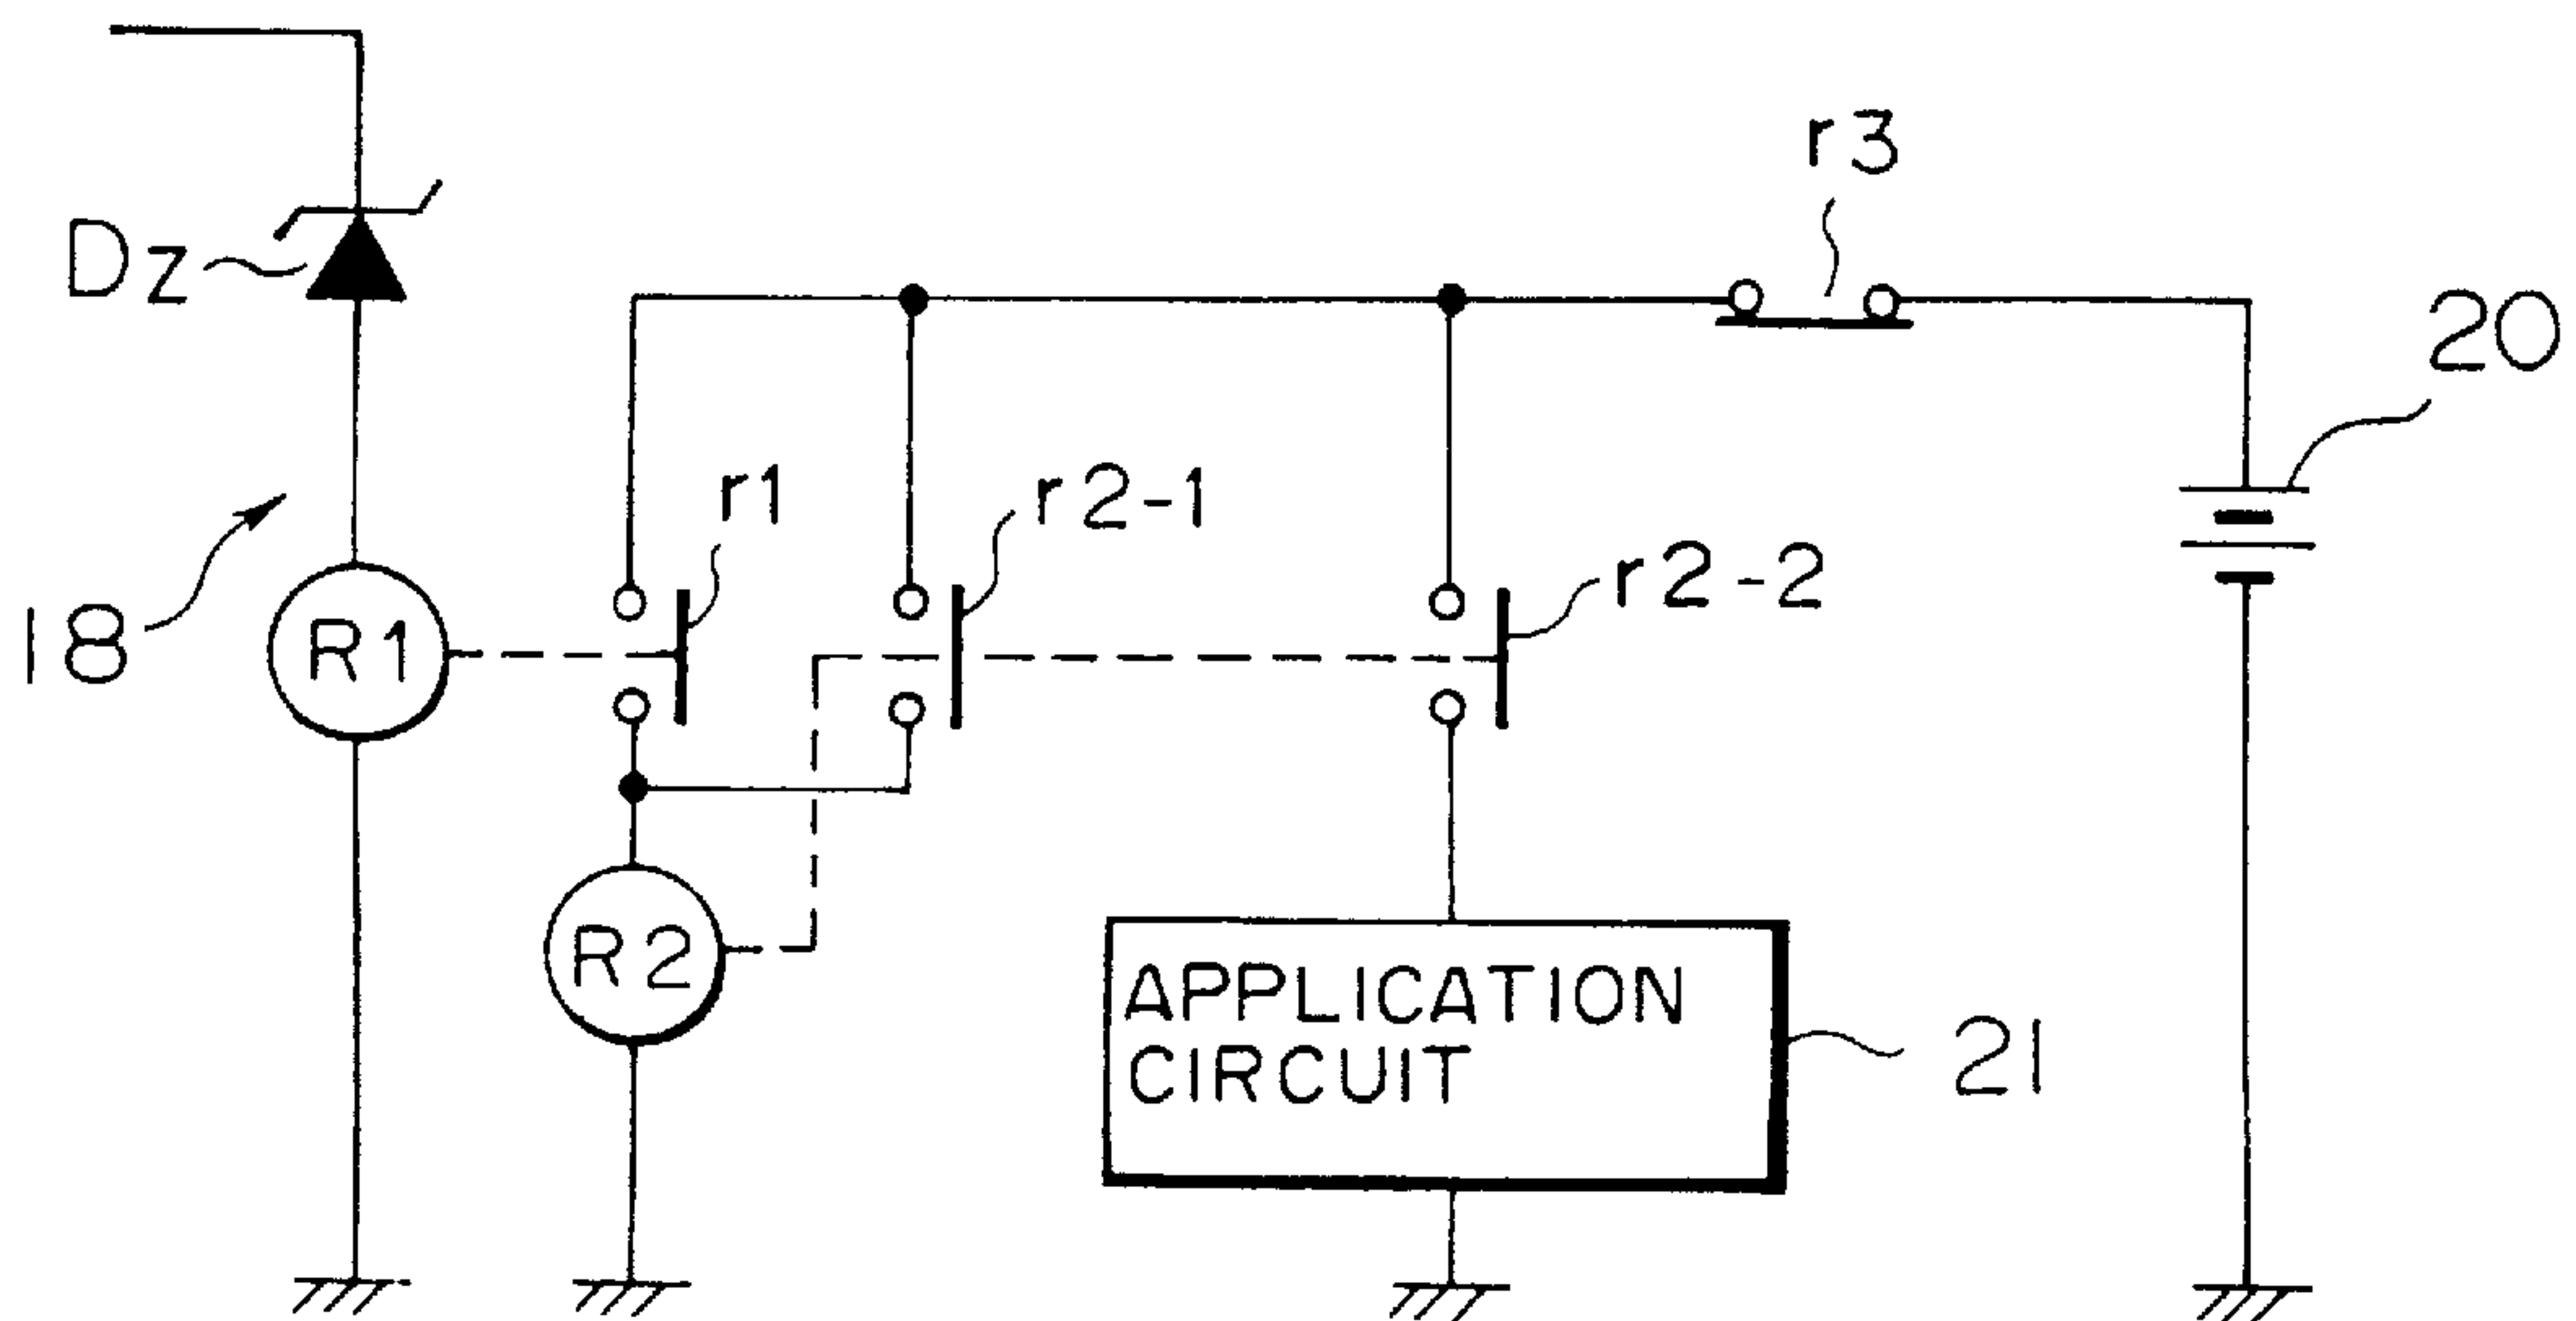 r3
Dz
20
r1
r2-1
r2-2
18
R1
R2
APPLICATION
CIRCUIT
21